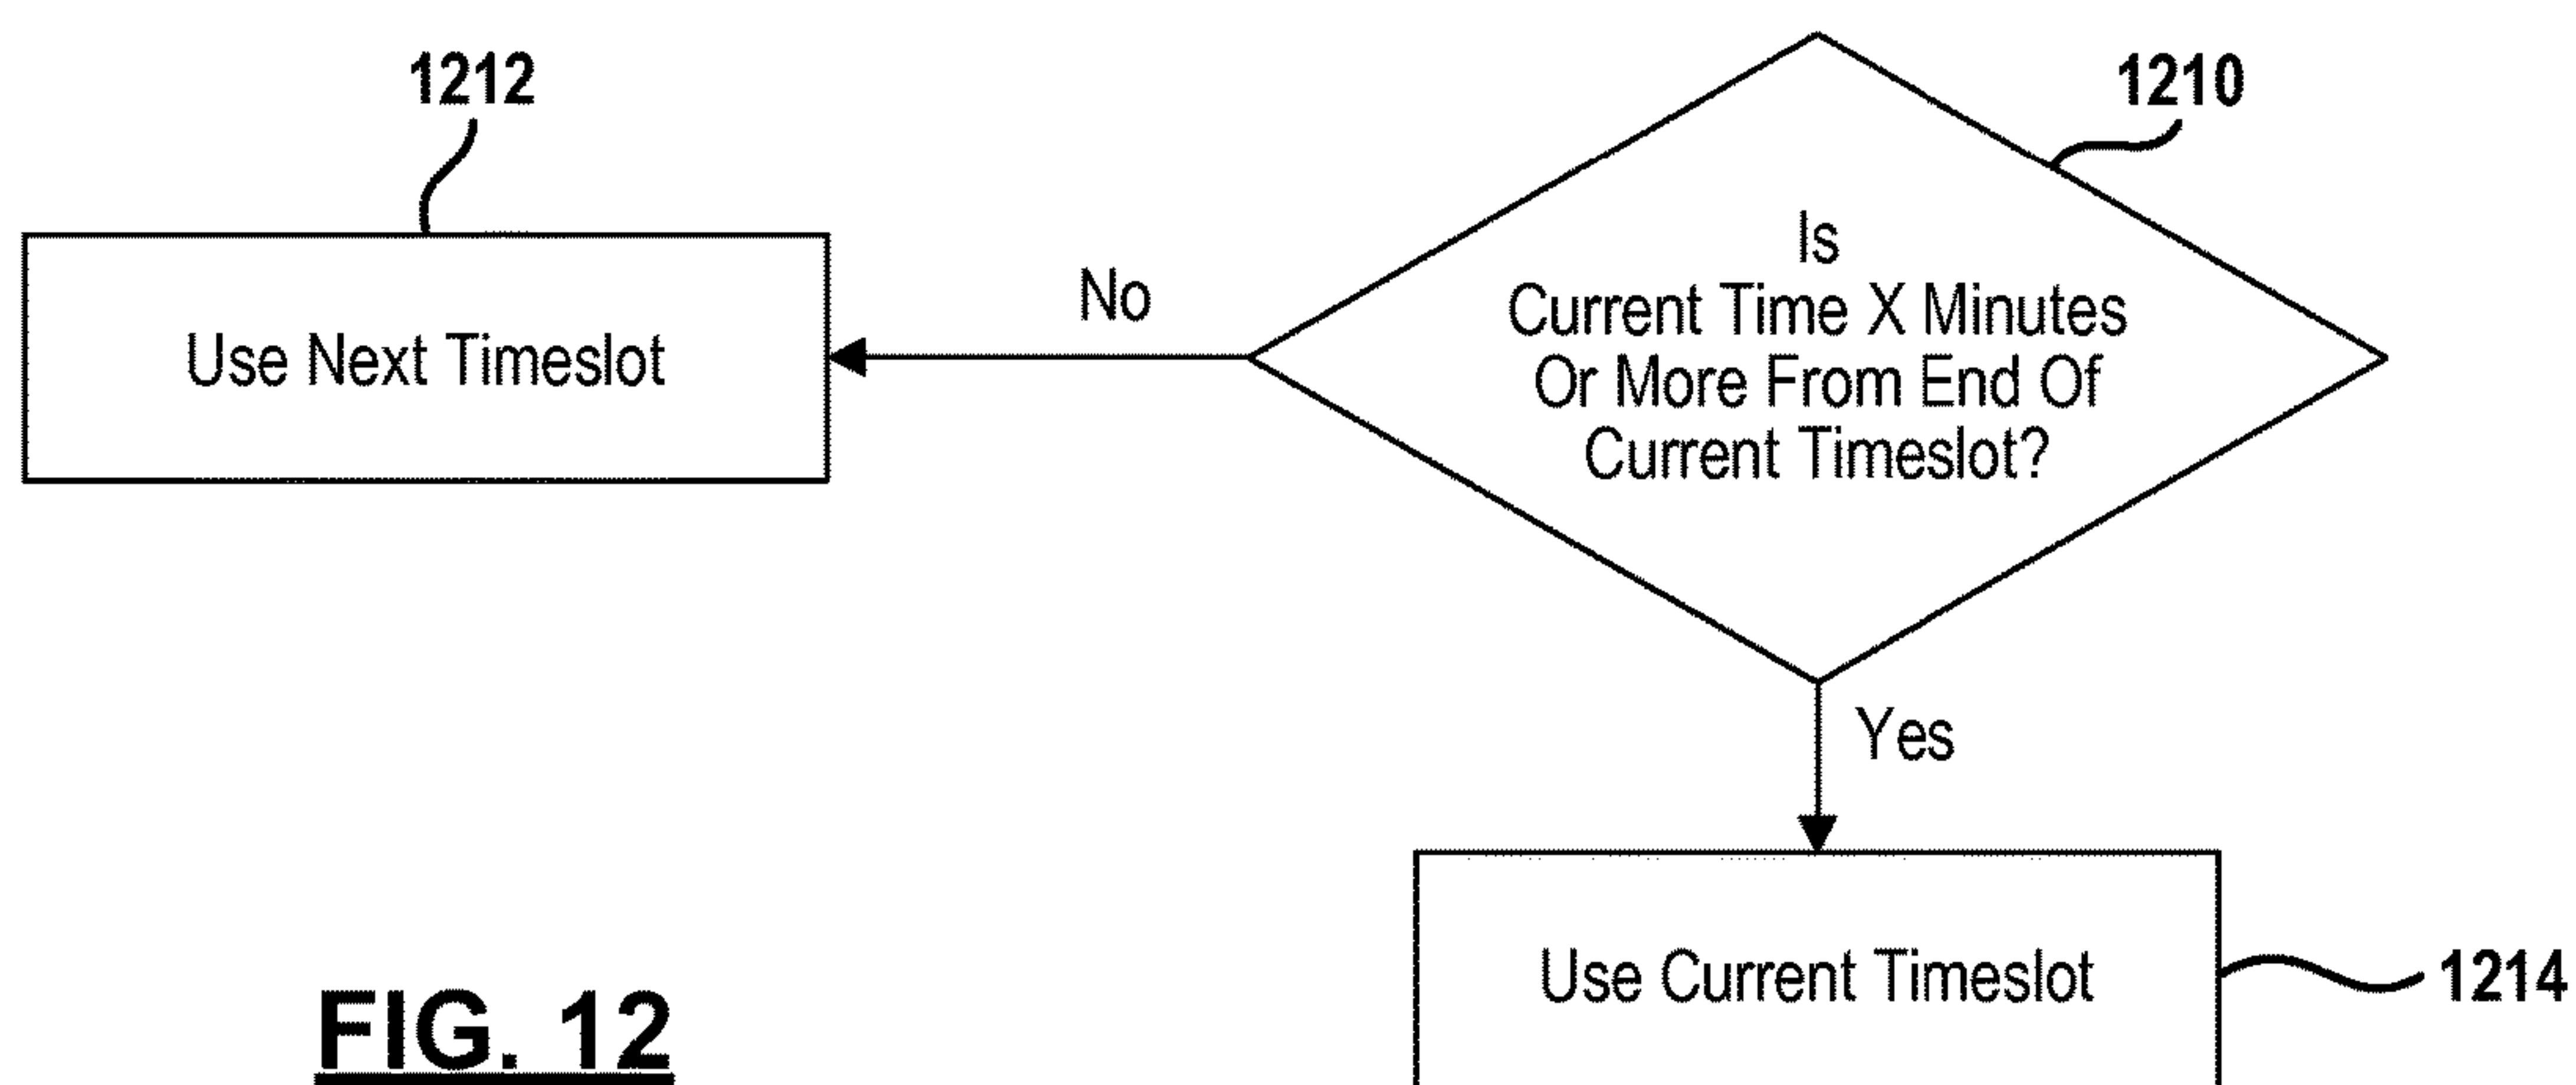 1212
1210
Is
Current Time X Minutes
Or More From End Of
Current Timeslot?
No
Use Next Timeslot
Yes
Use Current Timeslot
1214
FIG. 12